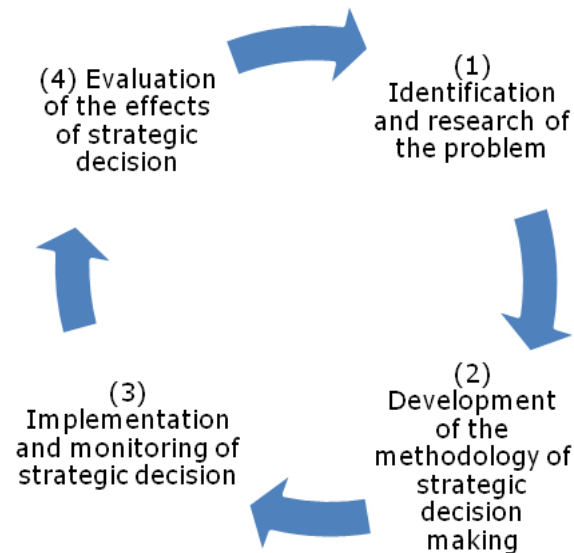 (1)
Identification
and research of
the problem
(2)
Development
of the
methodology of
strategic
decision
making
(3)
Implementation
and monitoring of
strategic decision
(4) Evaluation
of the effects
of strategic
decision